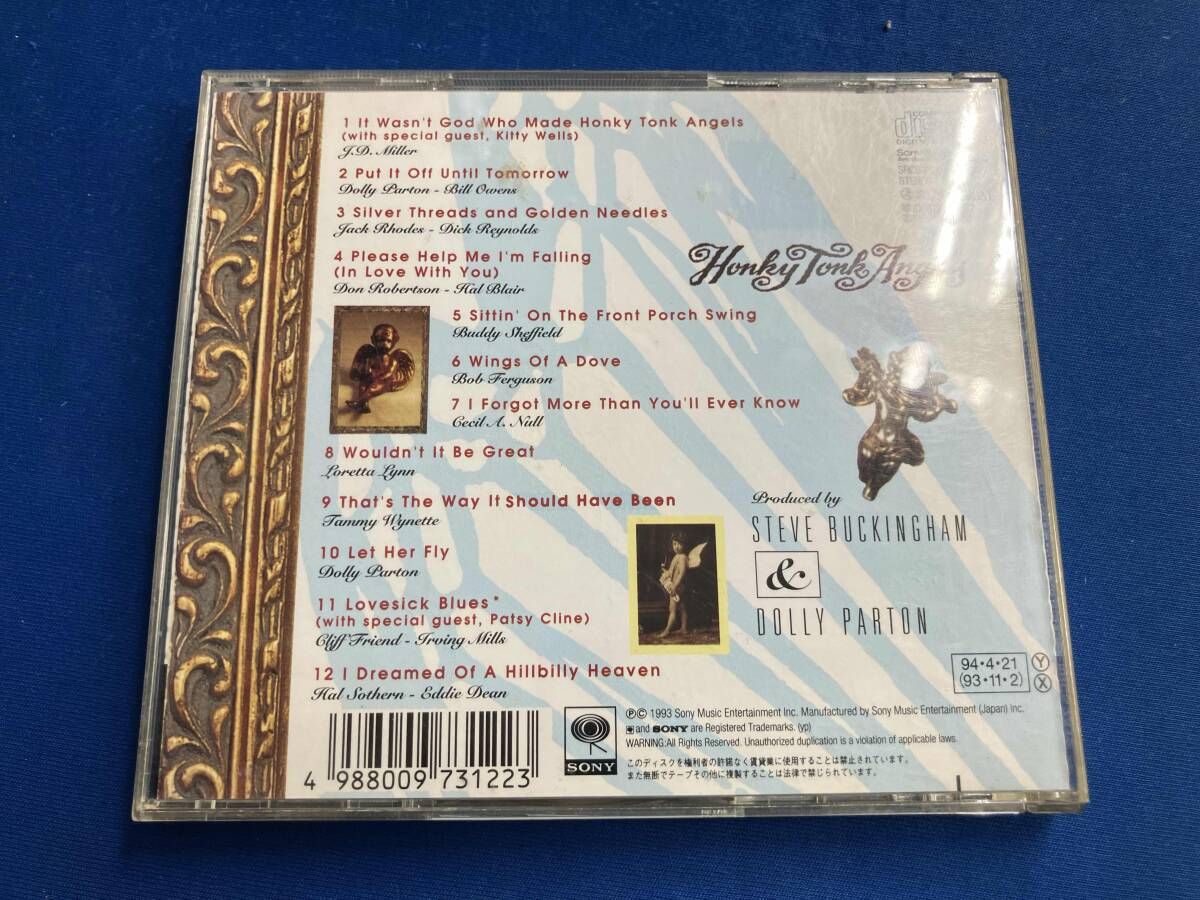 1 It Wasn't God Who Made Honky Tonk Angels
(with special guest, Kitty Wells)
J.D. Miller
2 Put It Off Until Tomorrow
Dolly Parton - Bill Owens
3 Silver Threads and Golden Needles
Jack Rhodes - Dick Reynolds
4 Please Help Me I'm Falling
(In Love With You)
Don Robertson - Hal Blair
5 Sittin' On The Front Porch Swing
Buddy Sheffield
6 Wings Of A Dove
Bob Ferguson
7 I Forgot More Than You'll Ever Know
Cecil A. Null
8 Wouldn't It Be Great
Loretta Lynn
9 That's The Way It Should Have Been
Tammy Wynette
10 Let Her Fly
Dolly Parton
11 Lovesick Blues*
(with special guest, Patsy Cline)
Cliff Friend - Irving Mills
12 I Dreamed Of A Hillbilly Heaven
Hal Sothern - Eddie Dean
Honky Tonk Angels
Produced by
STEVE BUCKINGHAM
&
DOLLY PARTON
94・4・21 Y
(93・11・2) X
4 988009 731223
SONY
ⓅⒸ 1993 Sony Music Entertainment Inc. Manufactured by Sony Music Entertainment (Japan) Inc.
and SONY are Registered Trademarks. (yp)
WARNING:All Rights Reserved. Unauthorized duplication is a violation of applicable laws.
このディスクを権利者の許諾なく賃貸業に使用することは禁止されています。
また無断でテープその他に複製することは法律で禁じられています。